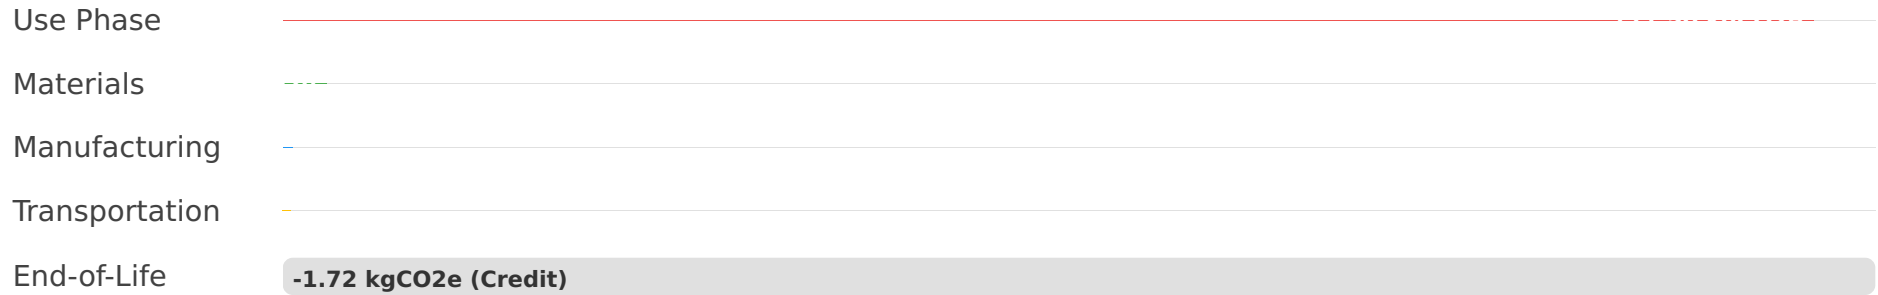 Use Phase
Materials
Manufacturing
Transportation
End-of-Life
-1.72 kgCO2e (Credit)